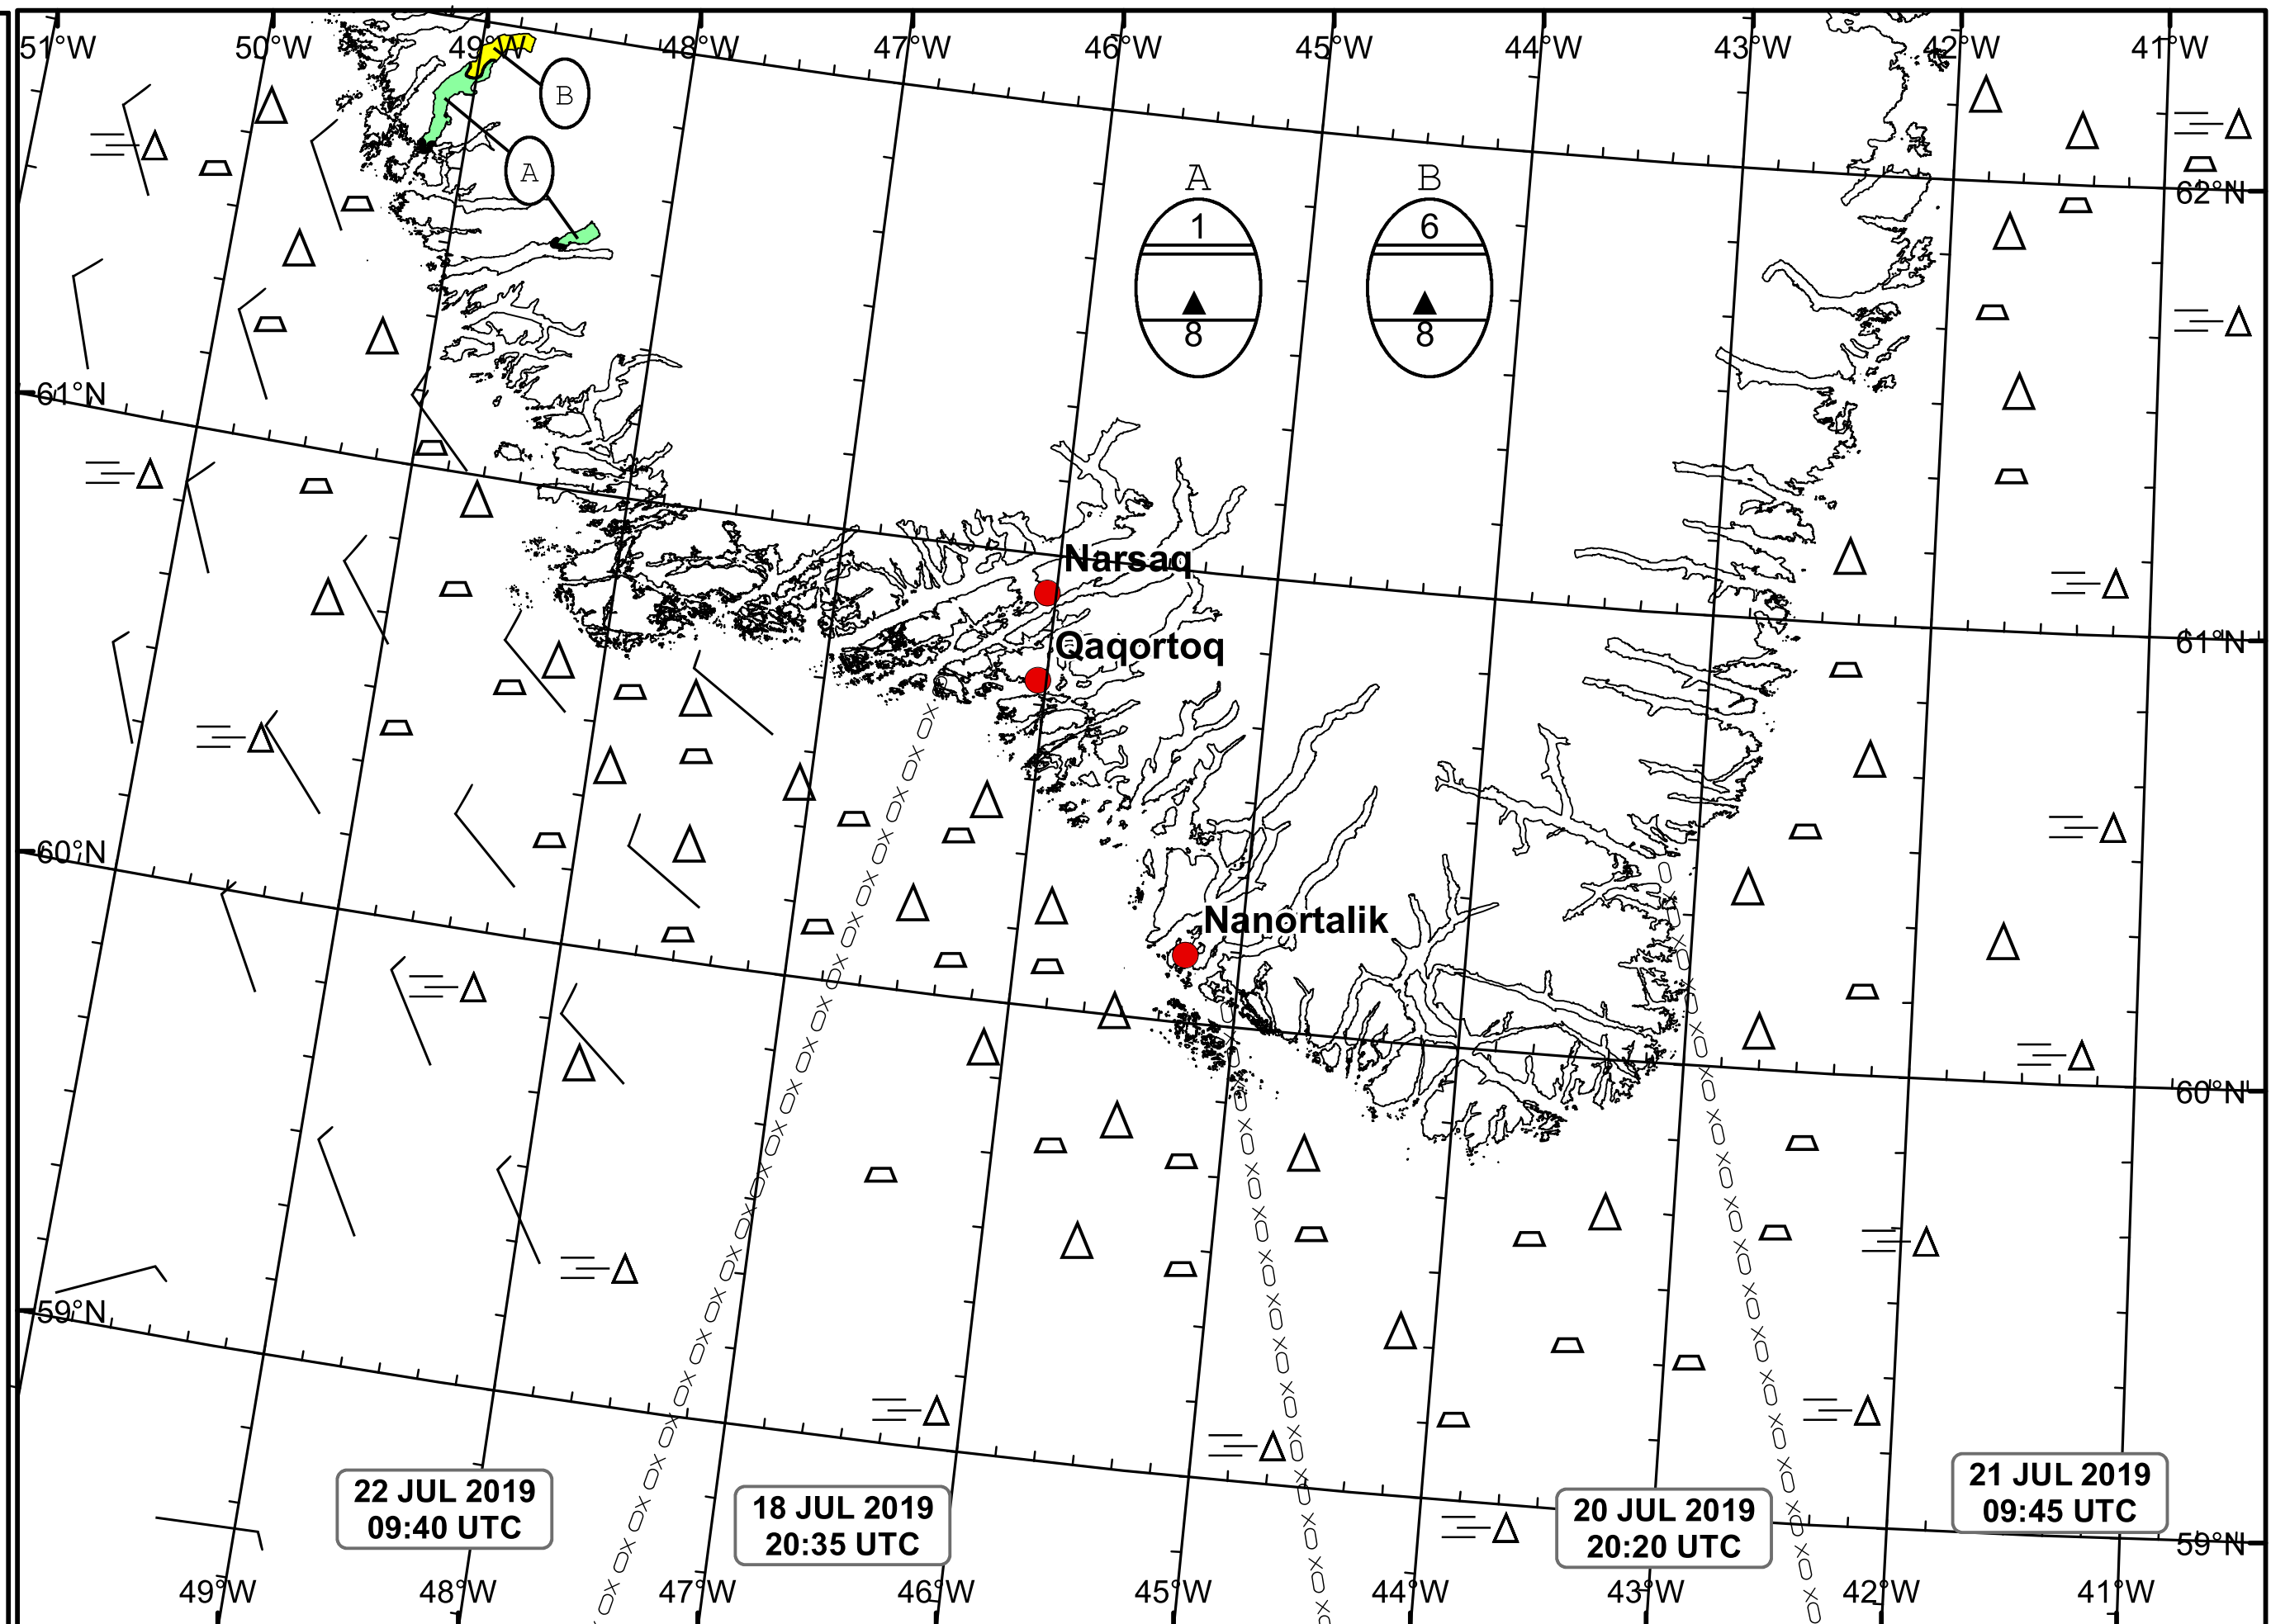 51°W 50°W 49°W 48°W 47°W 46°W 45°W 44°W 43°W 42°W 41°W
B
A
A B
1 6
8 8
62°N
61°N
Narsaq
61°N
Qaqortoq
60°N
Nanortalik
60°N
59°N
22 JUL 2019
09:40 UTC
18 JUL 2019
20:35 UTC
20 JUL 2019
20:20 UTC
21 JUL 2019
09:45 UTC
59°N
49°W 48°W 47°W 46°W 45°W 44°W 43°W 42°W 41°W